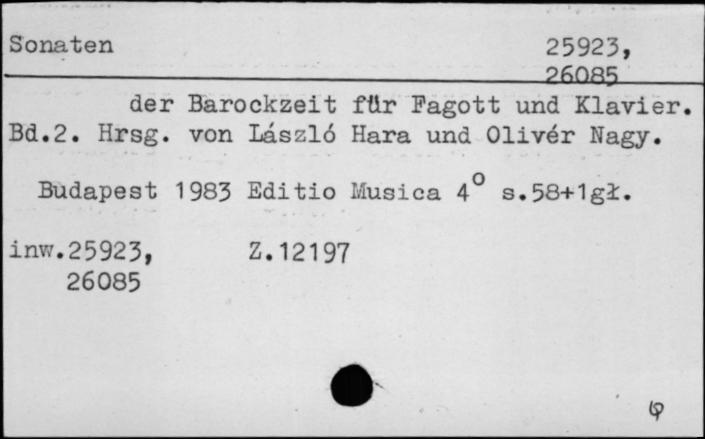 Sonaten 25923,
26085
der Barockzeit für Fagott und Klavier.
Bd.2. Hrsg. von László Hara und Olivér Nagy.
Budapest 1983 Editio Musica 4° s.58+1gł.
inw.25923, Z.12197
26085